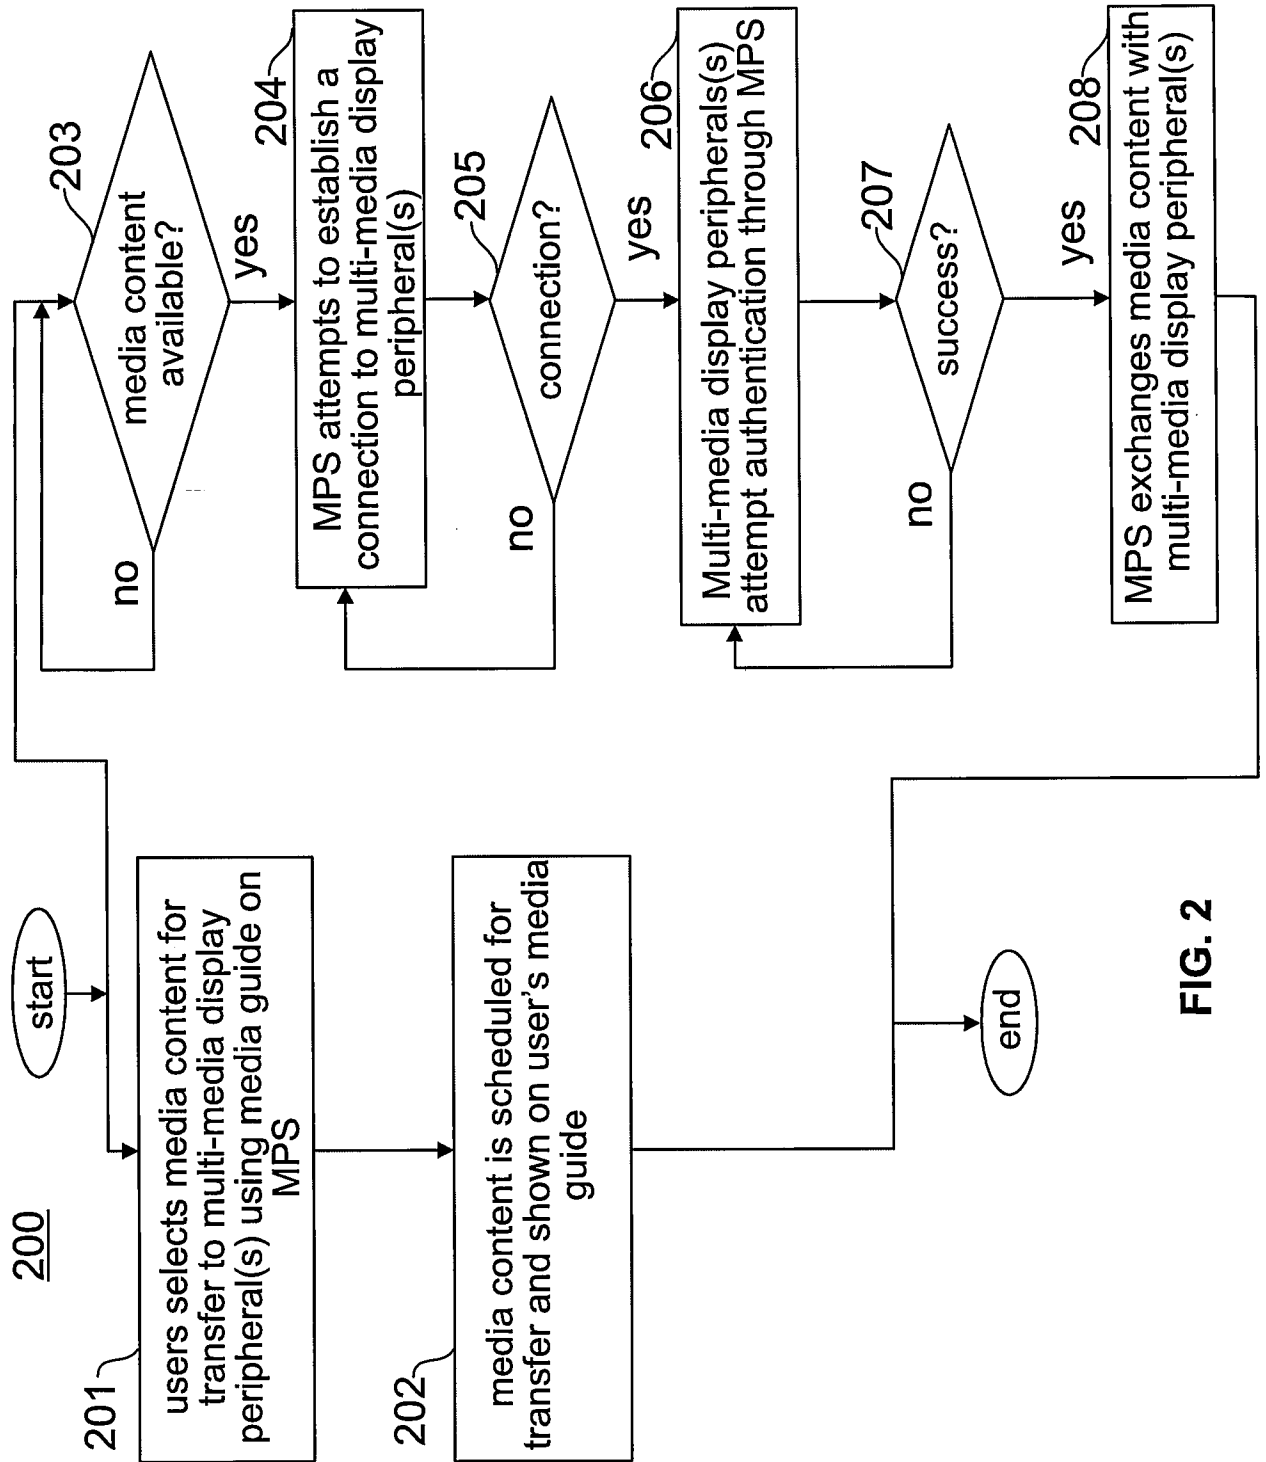 200
start
201
users selects media content for
transfer to multi-media display
peripheral(s) using media guide on
MPS
202
media content is scheduled for
transfer and shown on user's media
guide
end
203
media content
available?
no
yes
204
MPS attempts to establish a
connection to multi-media display
peripheral(s)
205
connection?
no
yes
206
Multi-media display peripherals(s)
attempt authentication through MPS
207
success?
no
yes
208
MPS exchanges media content with
multi-media display peripheral(s)
FIG. 2